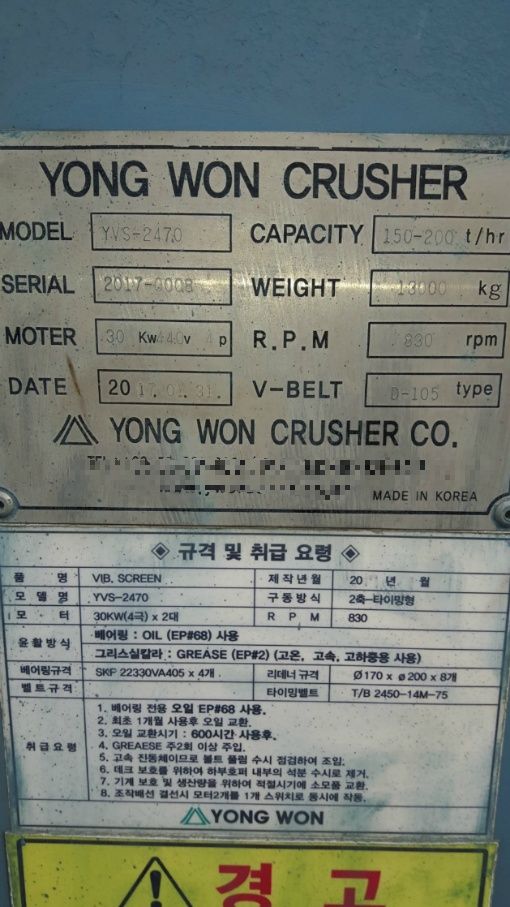 YONG WON CRUSHER
MODEL YVS-2470 CAPACITY 150-200 t/hr
SERIAL WEIGHT 13000 kg
MOTER 30 Kw 440v 4 p R.P.M 830 rpm
DATE 2017. 01. 31. V-BELT D-105 type
YONG WON CRUSHER CO.
MADE IN KOREA
◈ 규격 및 취급 요령 ◈
품 명 VIB. SCREEN 제작년월 20 년 월
모델명 YVS-2470 구동방식 2축-타이밍형
모 터 30KW(4극) x 2대 R P M 830
윤활방식 베어링 : OIL (EP#68) 사용
그리스실칼라 : GREASE (EP#2) (고온, 고속, 고하중용 사용)
베어링규격 SKF 22330VA405 x 4개 리데너 규격 Ø170 x ø200 x 8개
벨트규격 타이밍벨트 T/B 2450-14M-75
취급요령 1. 베어링 전용 오일 EP#68 사용.
2. 최초 1개월 사용후 오일 교환.
3. 오일 교환시기 : 600시간 사용후.
4. GREAESE 주2회 이상 주입.
5. 고속 전동체이므로 볼트 풀림 수시 점검하여 조임.
6. 데크 보호를 위하여 하부호퍼 내부의 석분 수시로 제거.
7. 기계 보호 및 생산량을 위하여 적절시기에 소모품 교환.
8. 조작배선 결선시 모터2개를 1개 스위치로 동시에 작동.
YONG WON
경 고